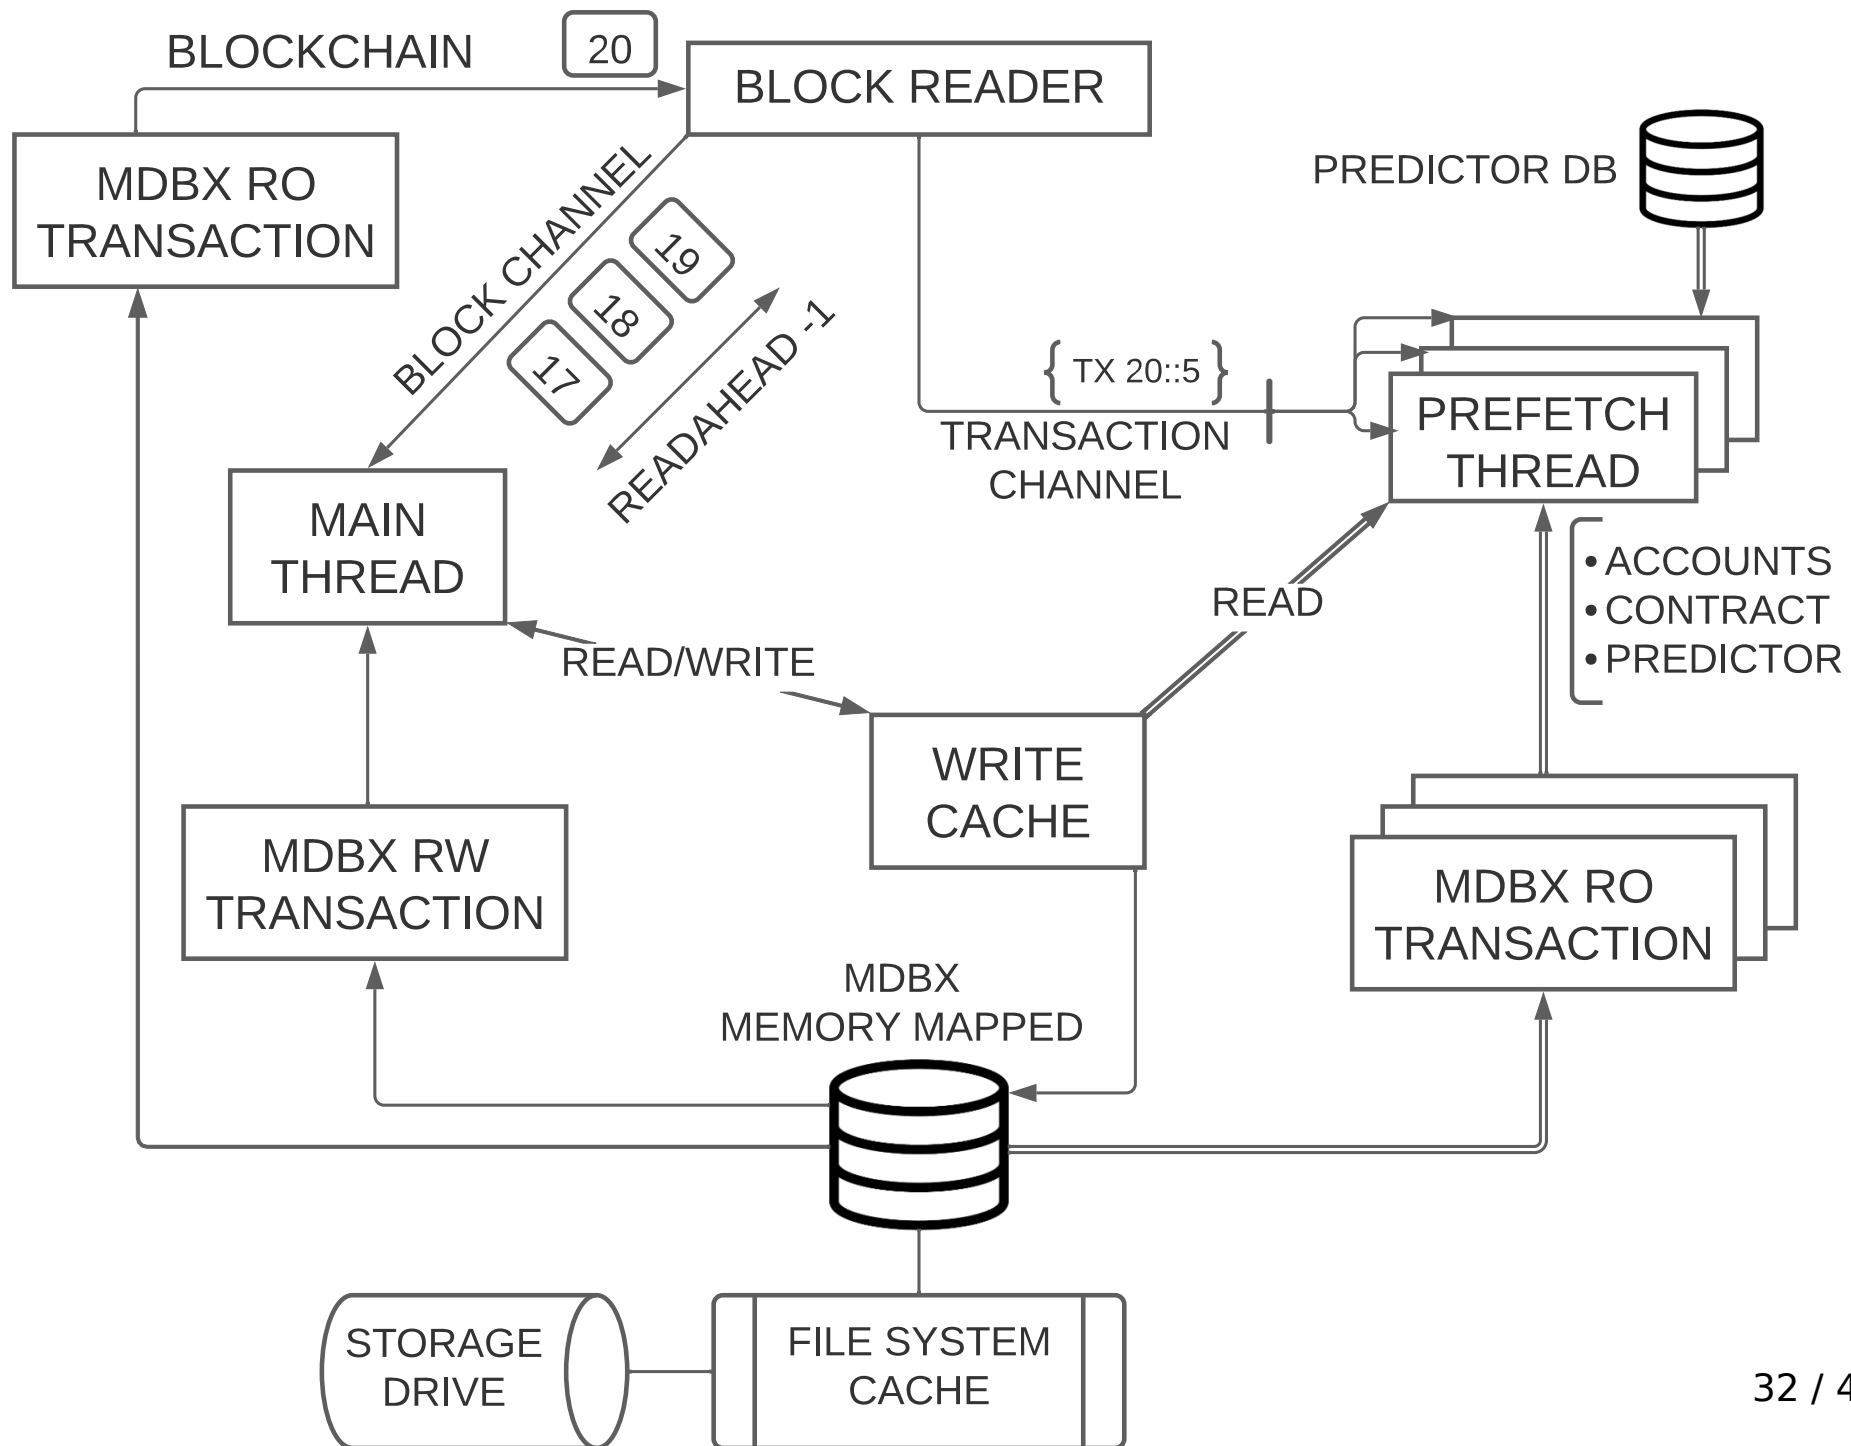 BLOCKCHAIN
20
BLOCK READER
MDBX RO
TRANSACTION
PREDICTOR DB
BLOCK CHANNEL
19
18
17
READAHEAD -1
{ TX 20::5 }
TRANSACTION
CHANNEL
PREFETCH
THREAD
MAIN
THREAD
• ACCOUNTS
• CONTRACT
• PREDICTOR
READ
READ/WRITE
WRITE
CACHE
MDBX RW
TRANSACTION
MDBX RO
TRANSACTION
MDBX
MEMORY MAPPED
STORAGE
DRIVE
FILE SYSTEM
CACHE
32 / 4